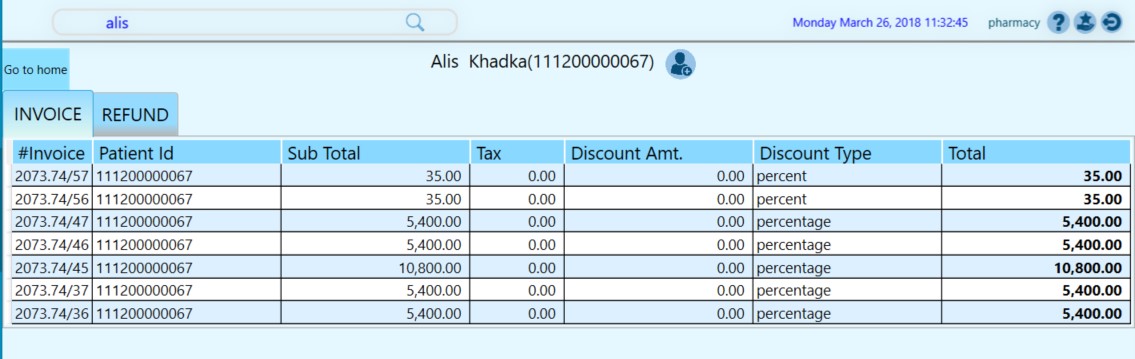 alis
Monday March 26, 2018 11:32:45 pharmacy ?
Go to home
Alis Khadka(111200000067)
INVOICE REFUND
#Invoice Patient Id Sub Total Tax Discount Amt. Discount Type Total
2073.74/57 111200000067 35.00 0.00 0.00 percent 35.00
2073.74/56 111200000067 35.00 0.00 0.00 percent 35.00
2073.74/47 111200000067 5,400.00 0.00 0.00 percentage 5,400.00
2073.74/46 111200000067 5,400.00 0.00 0.00 percentage 5,400.00
2073.74/45 111200000067 10,800.00 0.00 0.00 percentage 10,800.00
2073.74/37 111200000067 5,400.00 0.00 0.00 percentage 5,400.00
2073.74/36 111200000067 5,400.00 0.00 0.00 percentage 5,400.00